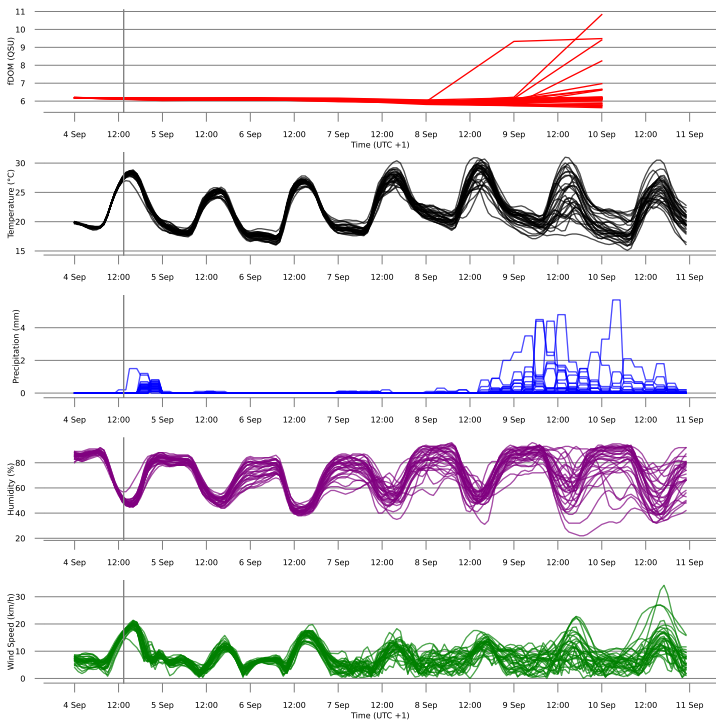 11
10
9
8
7
6
fDOM (QSU)
4 Sep 12:00 5 Sep 12:00 6 Sep 12:00 7 Sep 12:00 8 Sep 12:00 9 Sep 12:00 10 Sep 12:00 11 Sep
Time (UTC +1)
30
25
20
15
Temperature (°C)
4 Sep 12:00 5 Sep 12:00 6 Sep 12:00 7 Sep 12:00 8 Sep 12:00 9 Sep 12:00 10 Sep 12:00 11 Sep
4
2
0
Precipitation (mm)
4 Sep 12:00 5 Sep 12:00 6 Sep 12:00 7 Sep 12:00 8 Sep 12:00 9 Sep 12:00 10 Sep 12:00 11 Sep
80
60
40
20
Humidity (%)
4 Sep 12:00 5 Sep 12:00 6 Sep 12:00 7 Sep 12:00 8 Sep 12:00 9 Sep 12:00 10 Sep 12:00 11 Sep
30
20
10
0
Wind Speed (km/h)
4 Sep 12:00 5 Sep 12:00 6 Sep 12:00 7 Sep 12:00 8 Sep 12:00 9 Sep 12:00 10 Sep 12:00 11 Sep
Time (UTC +1)